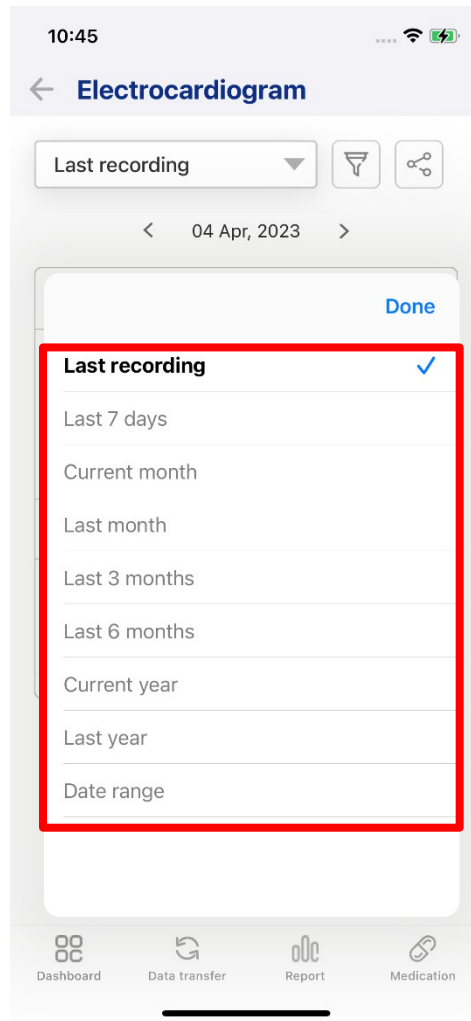 10:45
Electrocardiogram
Last recording
04 Apr, 2023
Done
Last recording
Last 7 days
Current month
Last month
Last 3 months
Last 6 months
Current year
Last year
Date range
Dashboard Data transfer Report Medication